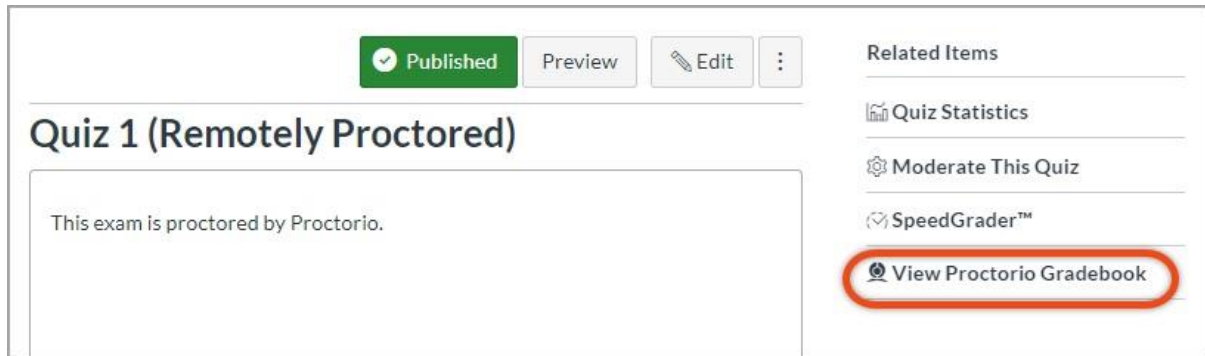 Published
Preview
Edit
Quiz 1 (Remotely Proctored)
This exam is proctored by Proctorio.
Related Items
Quiz Statistics
Moderate This Quiz
SpeedGrader™
View Proctorio Gradebook